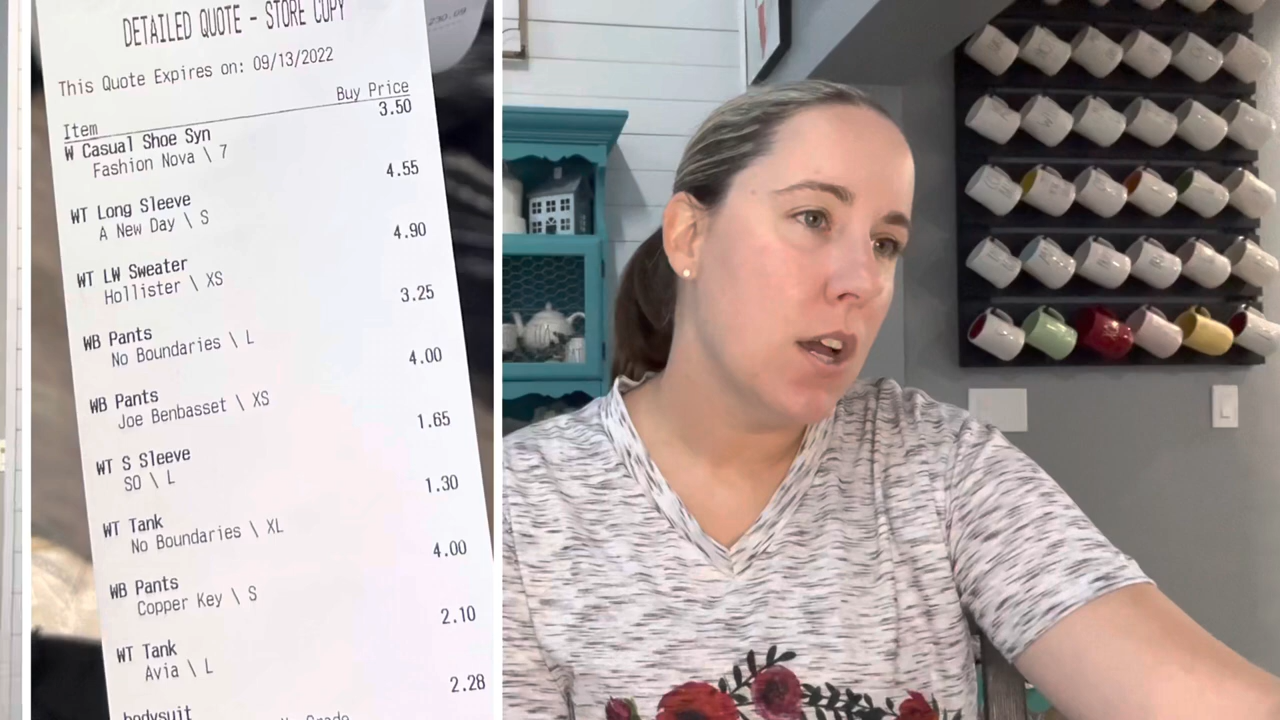 DETAILED QUOTE - STORE COPY
This Quote Expires on: 09/13/2022
Item Buy Price
W Casual Shoe Syn 3.50
Fashion Nova \ 7
WT Long Sleeve 4.55
A New Day \ S
WT LW Sweater 4.90
Hollister \ XS
WB Pants 3.25
No Boundaries \ L
WB Pants 4.00
Joe Benbasset \ XS
WT S Sleeve 1.65
SO \ L
WT Tank 1.30
No Boundaries \ XL
WB Pants 4.00
Copper Key \ S
WT Tank 2.10
Avia \ L
bodysuit 2.28